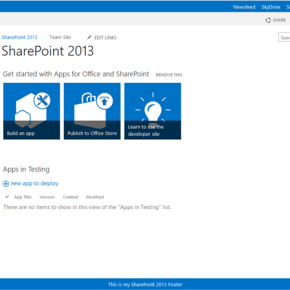 Newsfeed SkyDrive
SHARE
SharePoint 2013 Team Site EDIT LINKS
SharePoint 2013
Sear
Get started with Apps for Office and SharePoint REMOVE THIS
Build an app
Publish to Office Store
Learn to use the
developer site
Apps in Testing
new app to deploy
App Title Version Created Modified
There are no items to show in this view of the "Apps in Testing" list.
This is my SharePoint 2013 Footer